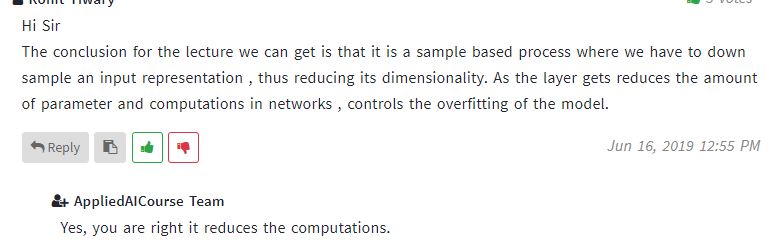 Rohit Tiwary
5 votes
Hi Sir
The conclusion for the lecture we can get is that it is a sample based process where we have to down
sample an input representation , thus reducing its dimensionality. As the layer gets reduces the amount
of parameter and computations in networks , controls the overfitting of the model.
Reply
Jun 16, 2019 12:55 PM
AppliedAICourse Team
Yes, you are right it reduces the computations.